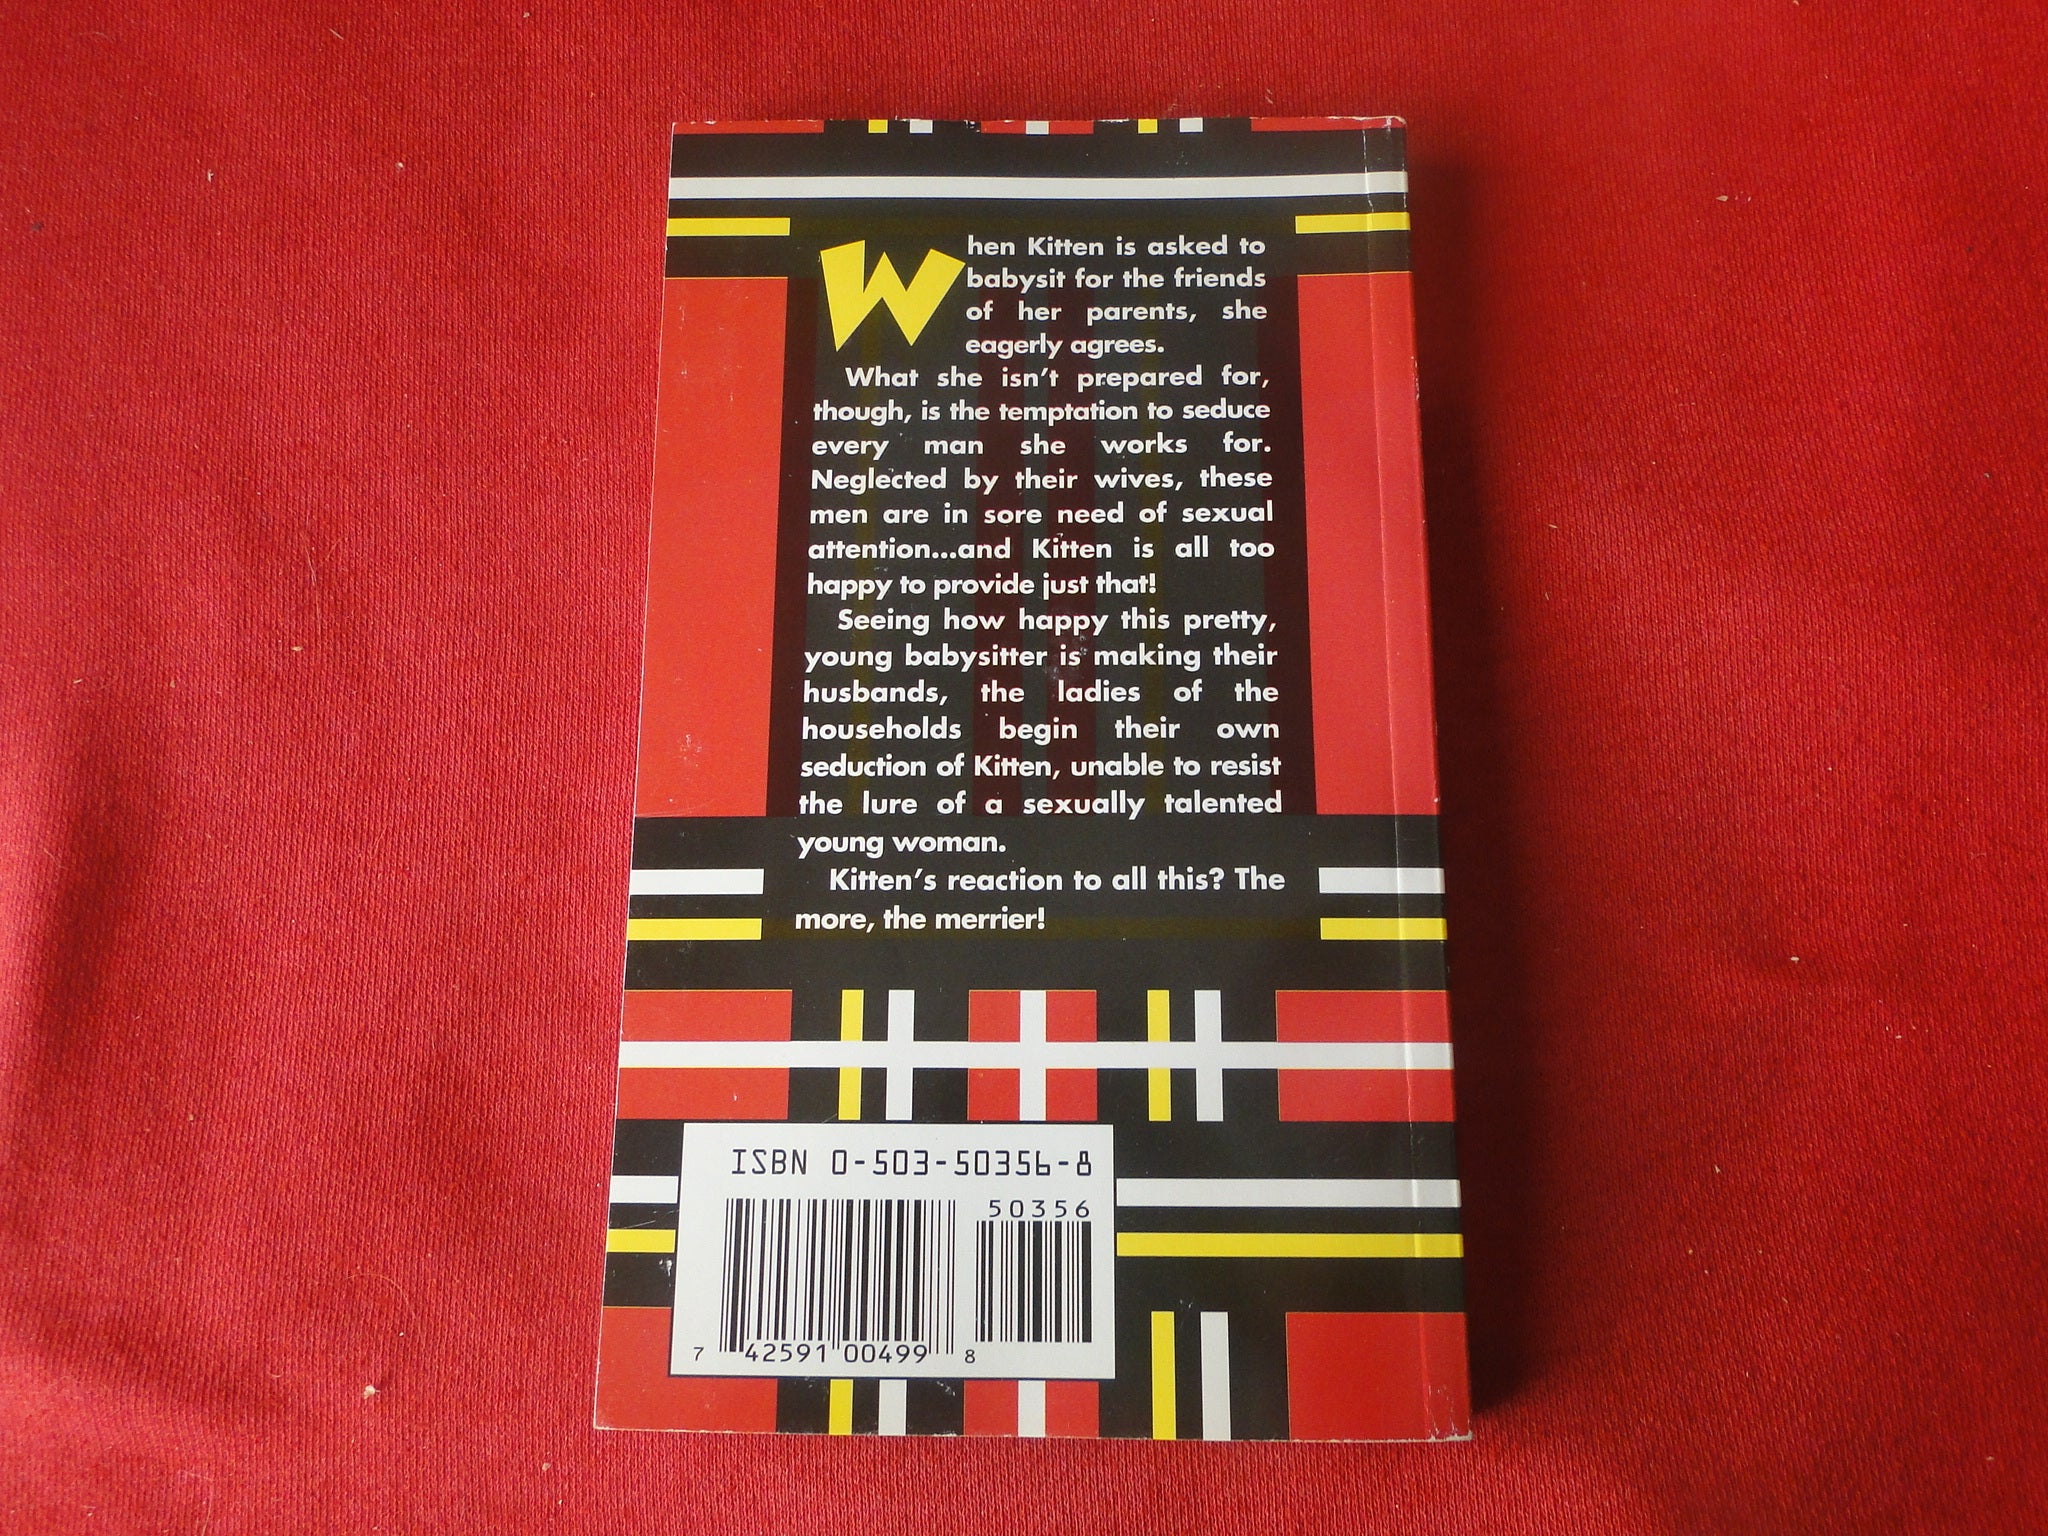 When Kitten is asked to
babysit for the friends
of her parents, she
eagerly agrees.
What she isn't prepared for,
though, is the temptation to seduce
every man she works for.
Neglected by their wives, these
men are in sore need of sexual
attention...and Kitten is all too
happy to provide just that!
Seeing how happy this pretty,
young babysitter is making their
husbands, the ladies of the
households begin their own
seduction of Kitten, unable to resist
the lure of a sexually talented
young woman.
Kitten's reaction to all this? The
more, the merrier!
ISBN 0-503-50356-8
50356
7 42591 00499 8